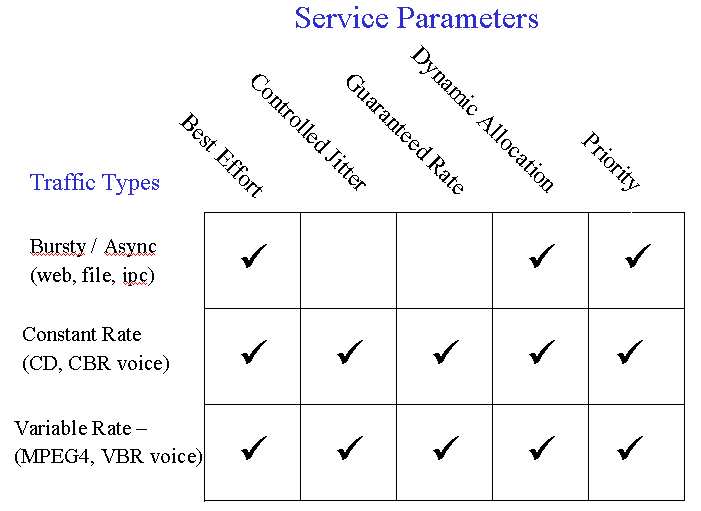 Service Parameters
Best Effort
Controlled Jitter
Guaranteed Rate
Dynamic Allocation
Priority
Traffic Types
Bursty / Async
(web, file, ipc)
Constant Rate
(CD, CBR voice)
Variable Rate –
(MPEG4, VBR voice)